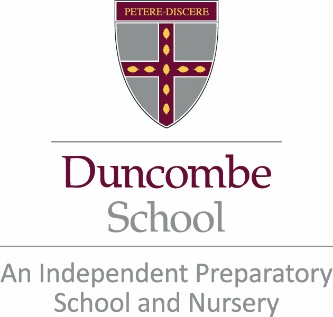 PETERE-DISCERE
Duncombe
School
An Independent Preparatory
School and Nursery